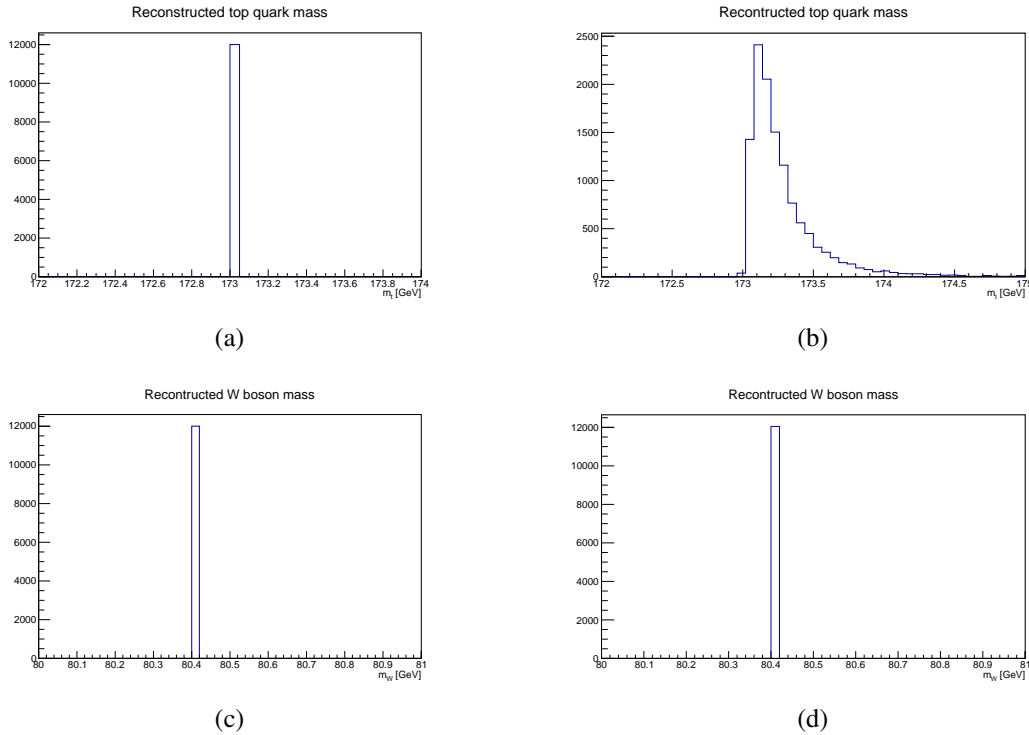 Reconstructed top quark mass
12000
10000
8000
6000
4000
2000
0
172 172.2 172.4 172.6 172.8 173 173.2 173.4 173.6 173.8 174
m_t [GeV]
(a)
Reconstructed top quark mass
2500
2000
1500
1000
500
0
172 172.5 173 173.5 174 174.5 175
m_t [GeV]
(b)
Recontructed W boson mass
12000
10000
8000
6000
4000
2000
0
80 80.1 80.2 80.3 80.4 80.5 80.6 80.7 80.8 80.9 81
m_W [GeV]
(c)
Recontructed W boson mass
12000
10000
8000
6000
4000
2000
0
80 80.1 80.2 80.3 80.4 80.5 80.6 80.7 80.8 80.9 81
m_W [GeV]
(d)